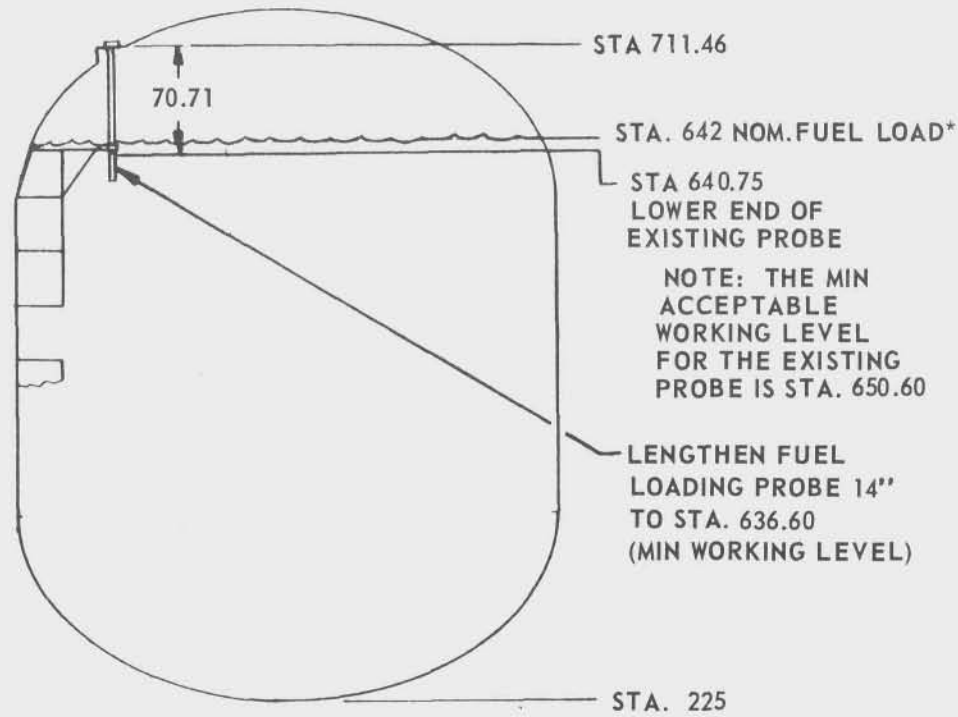 STA 711.46
70.71
STA. 642 NOM.FUEL LOAD*
STA 640.75
LOWER END OF
EXISTING PROBE
NOTE: THE MIN
ACCEPTABLE
WORKING LEVEL
FOR THE EXISTING
PROBE IS STA. 650.60
LENGTHEN FUEL
LOADING PROBE 14"
TO STA. 636.60
(MIN WORKING LEVEL)
STA. 225